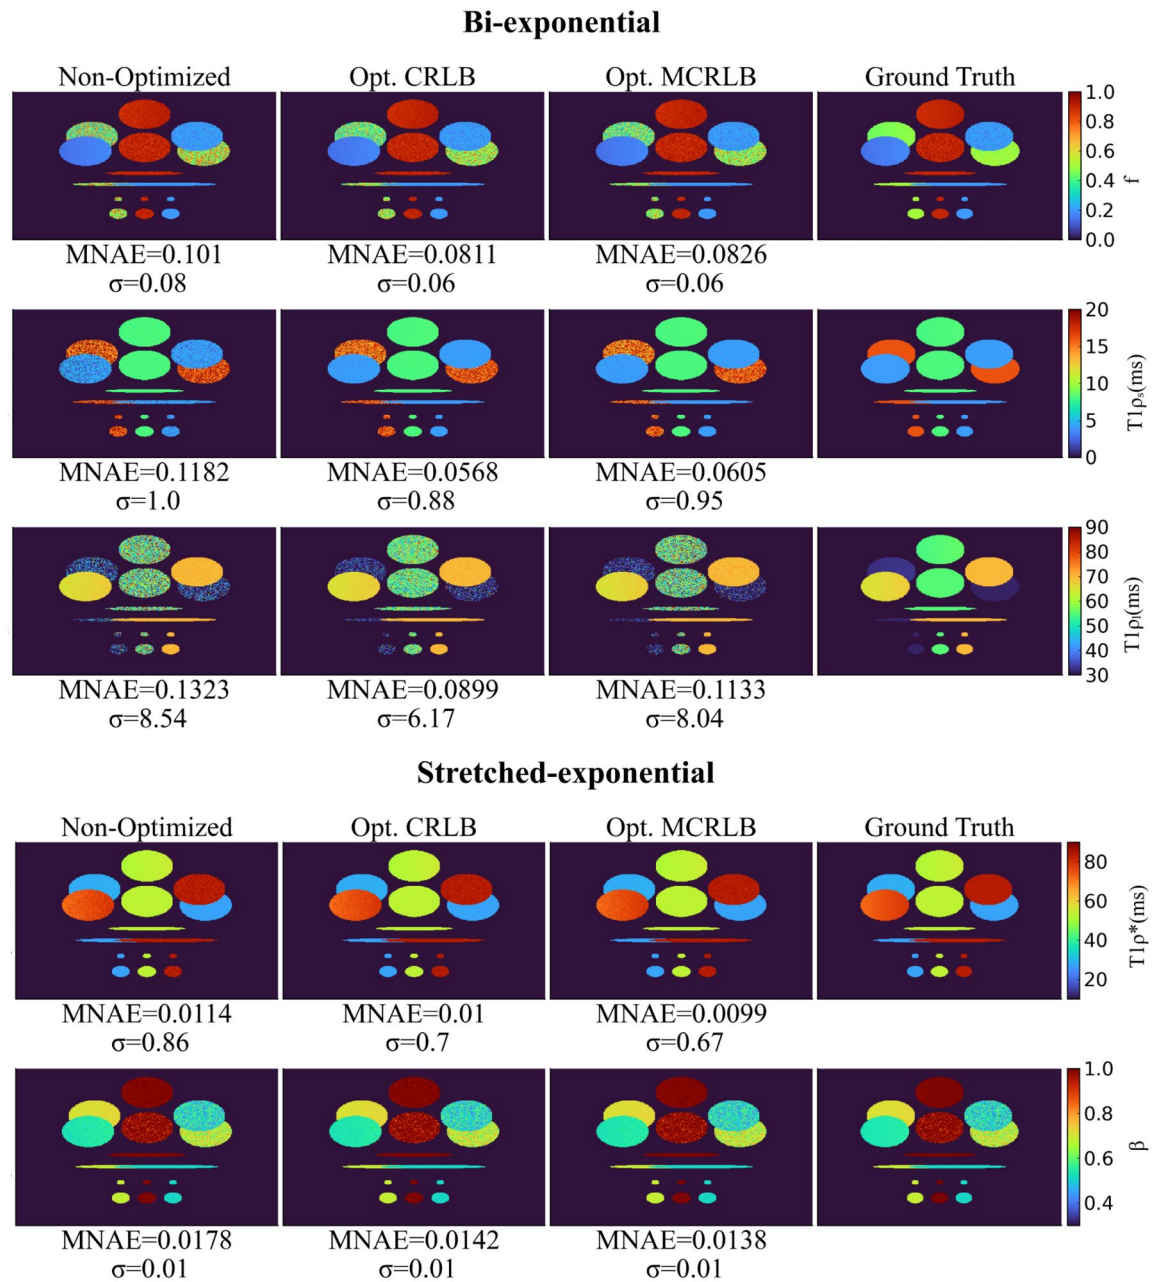 Bi-exponential
Non-Optimized Opt. CRLB Opt. MCRLB Ground Truth
1.0
0.8
0.6
0.4
0.2
0.0
f
MNAE=0.101 MNAE=0.0811 MNAE=0.0826
σ=0.08 σ=0.06 σ=0.06
20
15
10
5
0
T1ρs(ms)
MNAE=0.1182 MNAE=0.0568 MNAE=0.0605
σ=1.0 σ=0.88 σ=0.95
90
80
70
60
50
40
30
T1ρl(ms)
MNAE=0.1323 MNAE=0.0899 MNAE=0.1133
σ=8.54 σ=6.17 σ=8.04
Stretched-exponential
Non-Optimized Opt. CRLB Opt. MCRLB Ground Truth
80
60
40
20
T1ρ*(ms)
MNAE=0.0114 MNAE=0.01 MNAE=0.0099
σ=0.86 σ=0.7 σ=0.67
1.0
0.8
0.6
0.4
β
MNAE=0.0178 MNAE=0.0142 MNAE=0.0138
σ=0.01 σ=0.01 σ=0.01